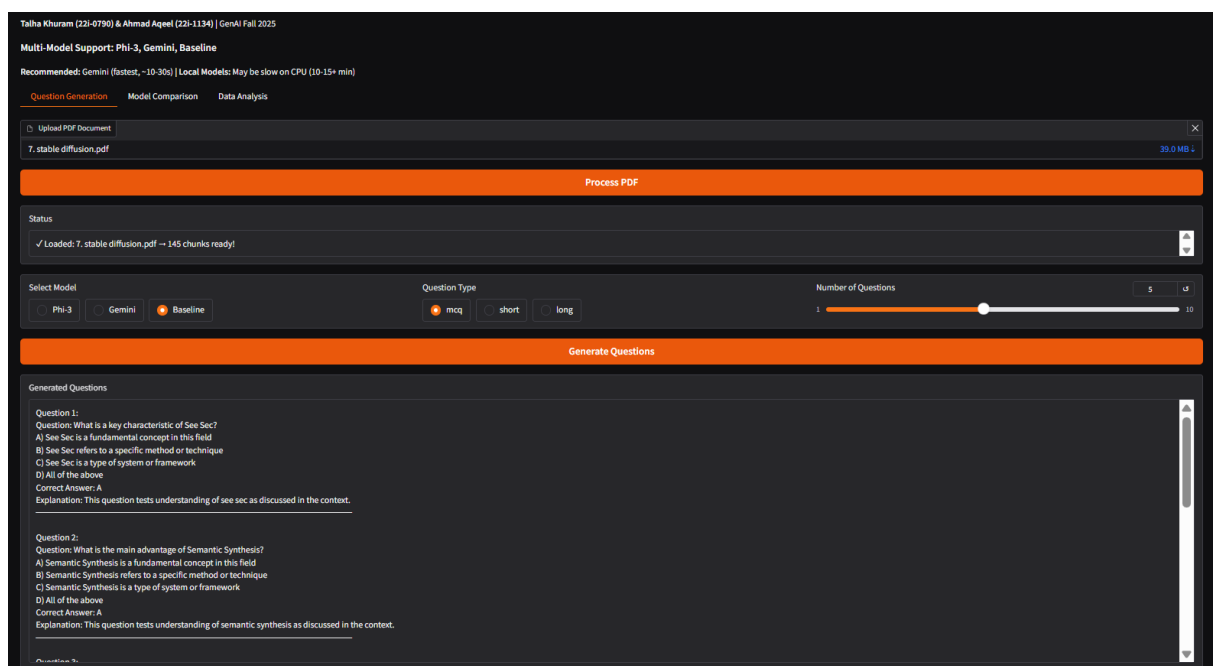 Talha Khuram (22i-0790) & Ahmad Aqeel (22i-1134) | GenAI Fall 2025
Multi-Model Support: Phi-3, Gemini, Baseline
Recommended: Gemini (fastest, ~10-30s) | Local Models: May be slow on CPU (10-15+ min)
Question Generation Model Comparison Data Analysis
Upload PDF Document
7. stable diffusion.pdf 39.0 MB ↓
Process PDF
Status
✓ Loaded: 7. stable diffusion.pdf → 145 chunks ready!
Select Model Question Type Number of Questions 5
Phi-3 Gemini Baseline mcq short long 1 10
Generate Questions
Generated Questions
Question 1:
Question: What is a key characteristic of See Sec?
A) See Sec is a fundamental concept in this field
B) See Sec refers to a specific method or technique
C) See Sec is a type of system or framework
D) All of the above
Correct Answer: A
Explanation: This question tests understanding of see sec as discussed in the context.
Question 2:
Question: What is the main advantage of Semantic Synthesis?
A) Semantic Synthesis is a fundamental concept in this field
B) Semantic Synthesis refers to a specific method or technique
C) Semantic Synthesis is a type of system or framework
D) All of the above
Correct Answer: A
Explanation: This question tests understanding of semantic synthesis as discussed in the context.
Question 3: